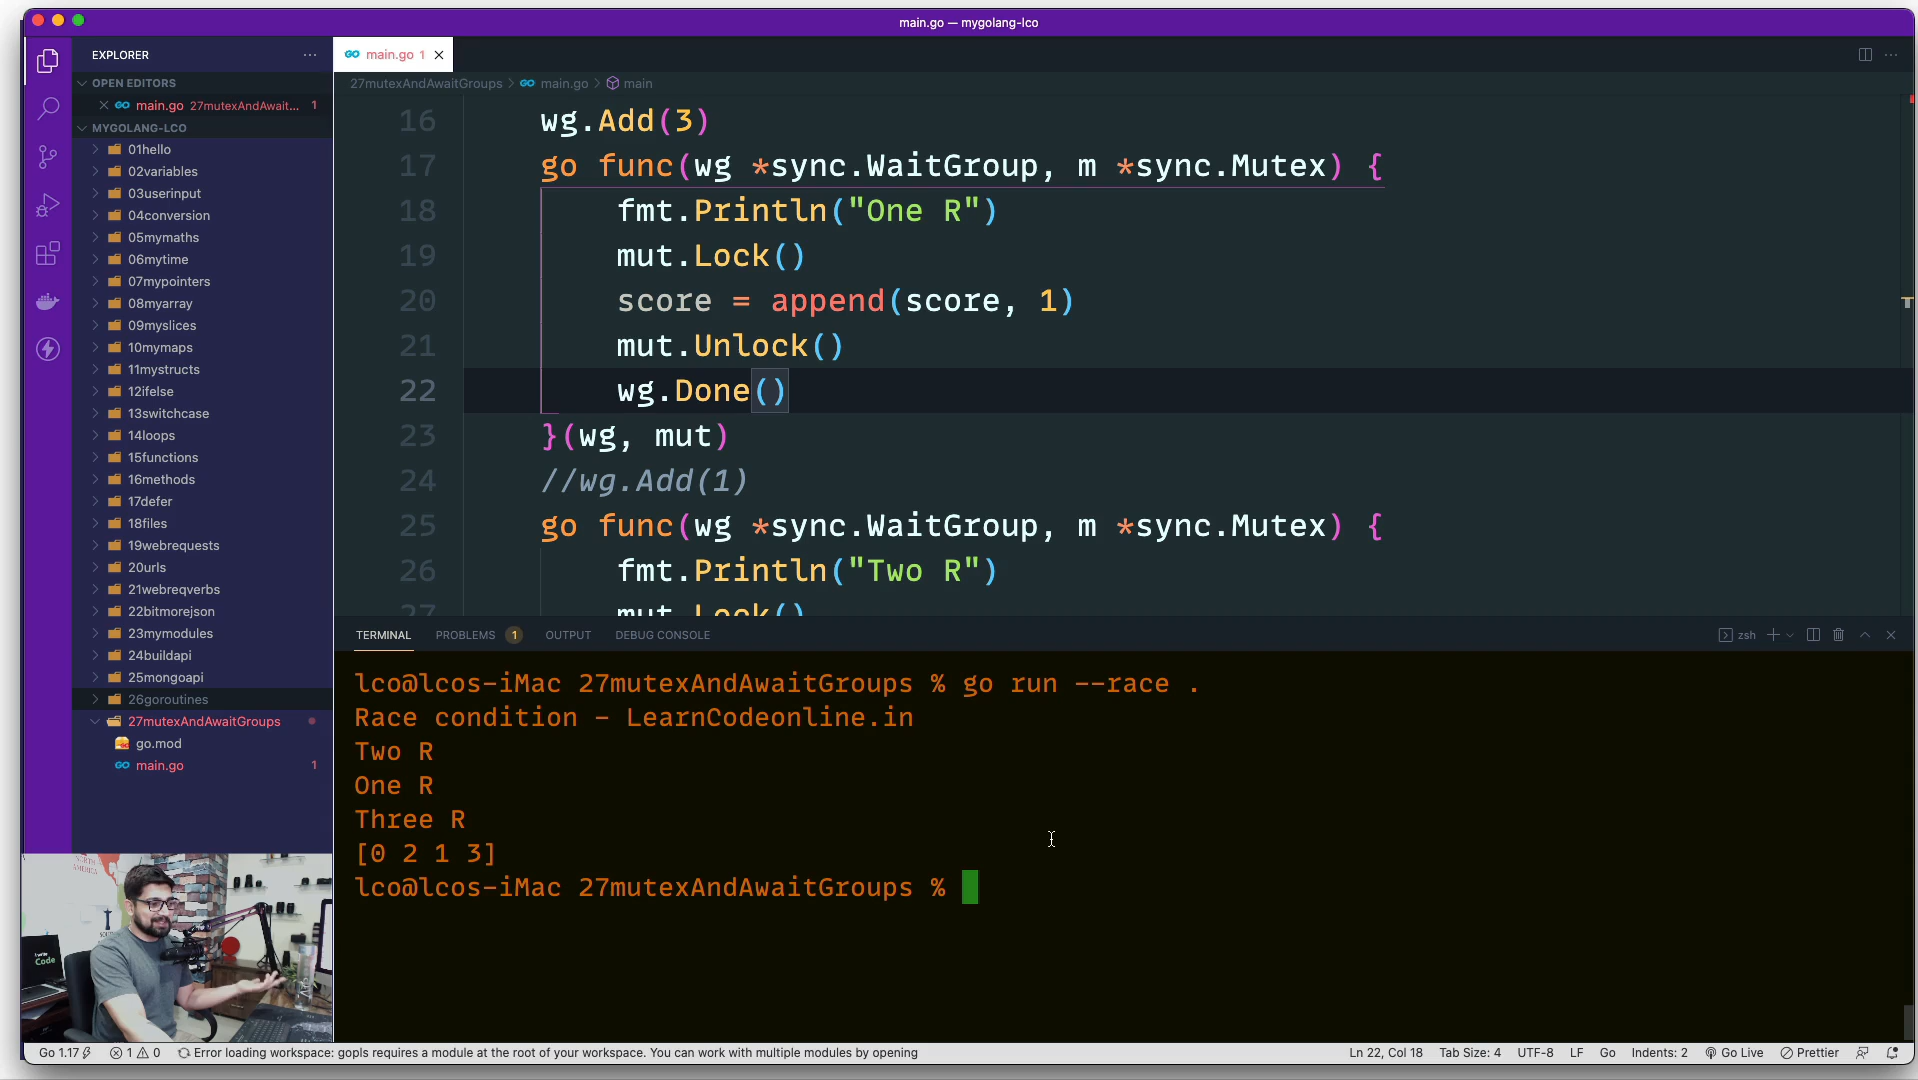 main.go — mygolang-lco
EXPLORER
OPEN EDITORS
main.go 27mutexAndAwait... 1
MYGOLANG-LCO
01hello
02variables
03userinput
04conversion
05mymaths
06mytime
07mypointers
08myarray
09myslices
10mymaps
11mystructs
12ifelse
13switchcase
14loops
15functions
16methods
17defer
18files
19webrequests
20urls
21webreqverbs
22bitmorejson
23mymodules
24buildapi
25mongoapi
26goroutines
27mutexAndAwaitGroups
go.mod
main.go 1
main.go 1
27mutexAndAwaitGroups > main.go > main
16 wg.Add(3)
17 go func(wg *sync.WaitGroup, m *sync.Mutex) {
18 fmt.Println("One R")
19 mut.Lock()
20 score = append(score, 1)
21 mut.Unlock()
22 wg.Done()
23 }(wg, mut)
24 //wg.Add(1)
25 go func(wg *sync.WaitGroup, m *sync.Mutex) {
26 fmt.Println("Two R")
27 mut.Lock()
TERMINAL PROBLEMS 1 OUTPUT DEBUG CONSOLE
zsh
lco@lcos-iMac 27mutexAndAwaitGroups % go run --race .
Race condition - LearnCodeonline.in
Two R
One R
Three R
[0 2 1 3]
lco@lcos-iMac 27mutexAndAwaitGroups %
NORTH
AMERICA
Code
Go 1.17 1 0 Error loading workspace: gopls requires a module at the root of your workspace. You can work with multiple modules by opening
Ln 22, Col 18 Tab Size: 4 UTF-8 LF Go Indents: 2 Go Live Prettier